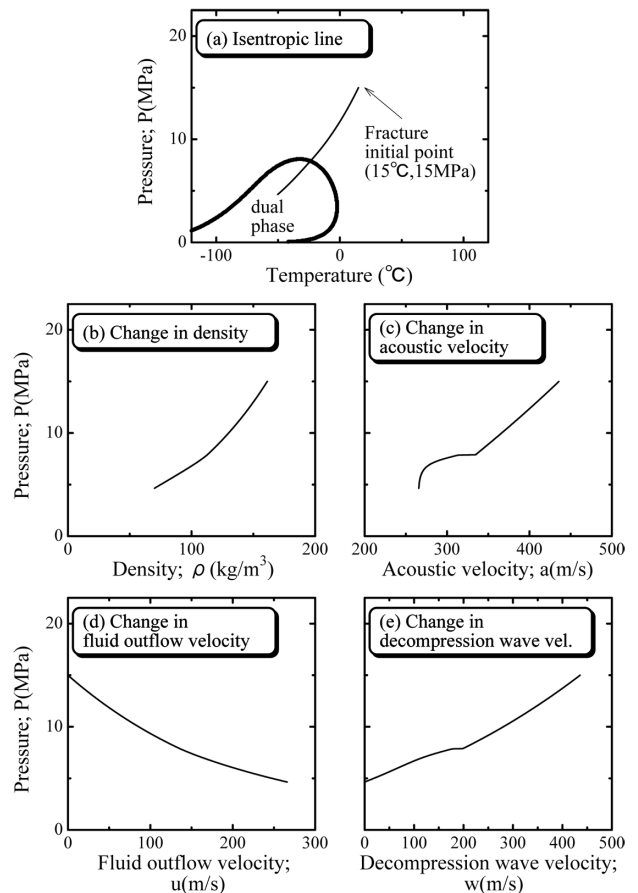 (a) Isentropic line
Pressure; P(MPa)
20
10
0
Fracture
initial point
(15℃,15MPa)
dual
phase
-100
0
100
Temperature (℃)
(b) Change in density
Pressure; P(MPa)
20
10
0
0
100
200
Density; ρ (kg/m³)
(c) Change in
acoustic velocity
200
300
400
500
Acoustic velocity; a(m/s)
(d) Change in
fluid outflow velocity
Pressure; P(MPa)
20
10
0
0
100
200
300
Fluid outflow velocity;
u(m/s)
(e) Change in
decompression wave vel.
0
100
200
300
400
500
Decompression wave velocity;
w(m/s)